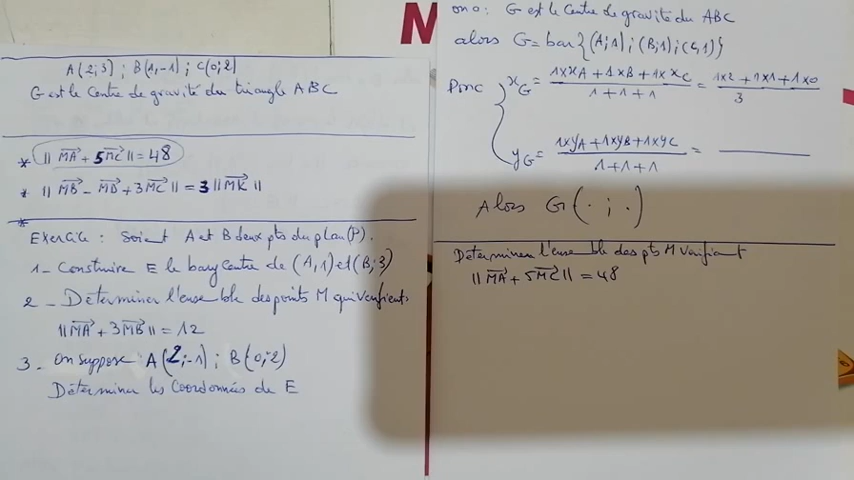 A(2;3) ; B(1,-1) ; C(0;2)
G est le Centre de gravité du triangle ABC
* || MA + 5MC || = 48
* || MB - MD + 3MC || = 3 || MK ||
*
Exercice : Soient A et B deux pts du plan (P).
1 - Construire E le barycentre de (A,1) et (B;3)
2 - Déterminer l'ensemble des points M qui verifient
|| MA + 3MB || = 12
3 - On suppose A(2;-1) ; B(0;-2)
Déterminer les Coordonnées de E
M
on a : G est le Centre de gravité du ABC
alors G = bar {(A;1) ; (B;1) ; (C,1)}
Donc xG = 1×xA + 1×xB + 1×xC / 1+1+1 = 1×2 + 1×1 + 1×0 / 3
yG = 1×yA + 1×yB + 1×yC / 1+1+1 =
Alors G( . ; . )
Déterminer l'ensemble des pts M verifiant
|| MA + 5MC || = 48